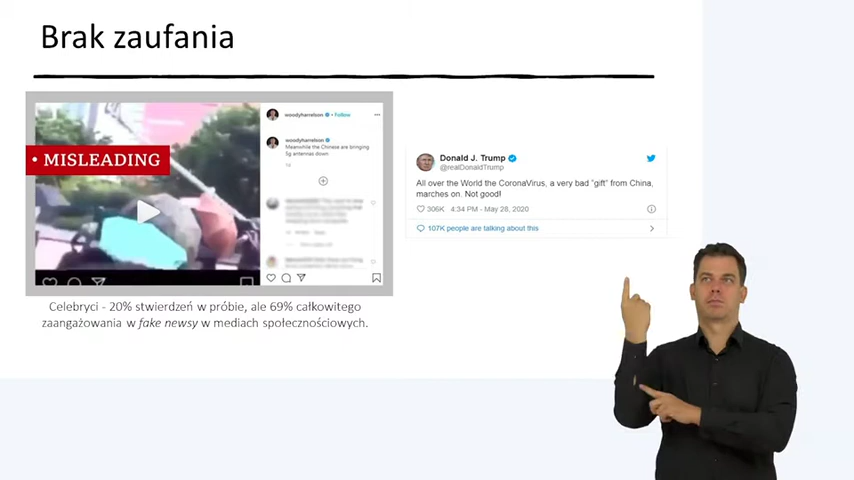 Brak zaufania
• MISLEADING
woodyharrelson • Follow
woodyharrelson
Meanwhile the Chinese are bringing
5g antennas down
Celebryci - 20% stwierdzeń w próbie, ale 69% całkowitego
zaangażowania w fake newsy w mediach społecznościowych.
Donald J. Trump
@realDonaldTrump
All over the World the CoronaVirus, a very bad "gift" from China,
marches on. Not good!
306K 4:34 PM - May 28, 2020
107K people are talking about this